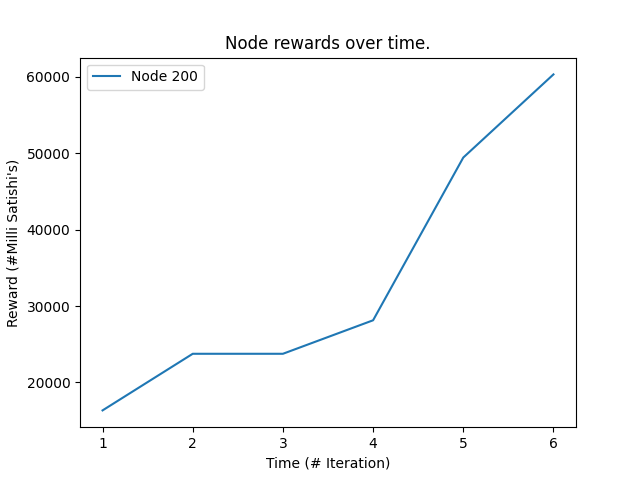 Node rewards over time.
Node 200
60000
50000
40000
30000
20000
Reward (#Milli Satishi's)
1 2 3 4 5 6
Time (# Iteration)